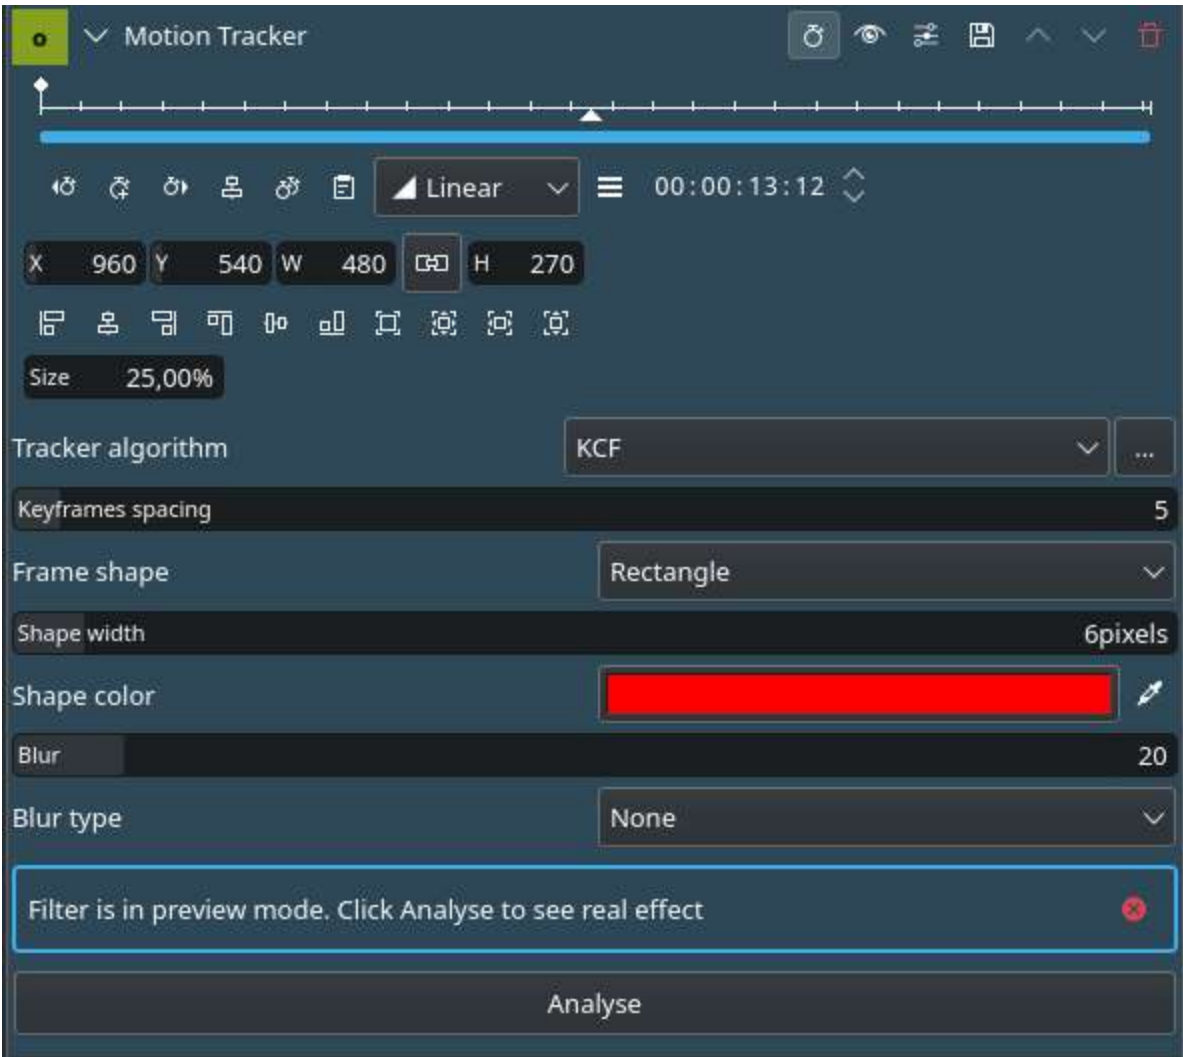 o Motion Tracker
Linear 00:00:13:12
X 960 Y 540 W 480 H 270
Size 25,00%
Tracker algorithm KCF ...
Keyframes spacing 5
Frame shape Rectangle
Shape width 6pixels
Shape color
Blur 20
Blur type None
Filter is in preview mode. Click Analyse to see real effect
Analyse